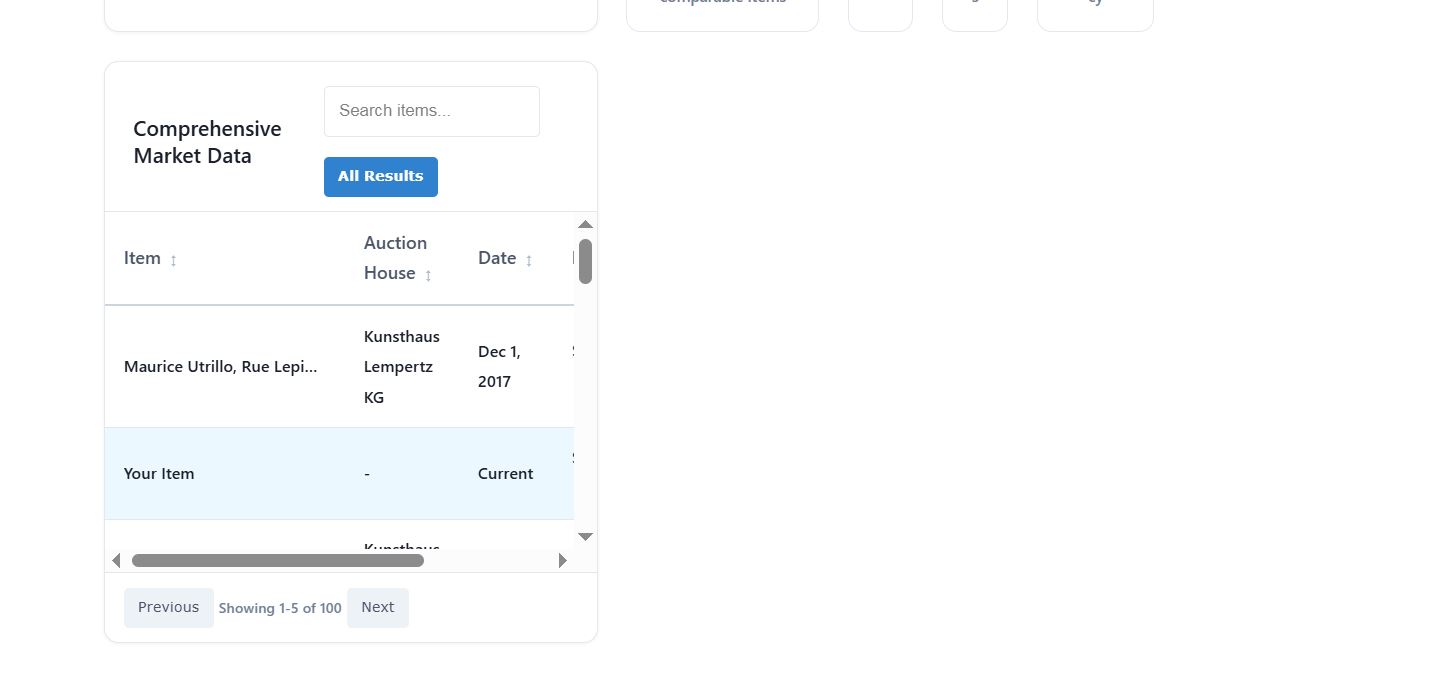 Comprehensive
Market Data
Search items...
All Results
Item ↕
Auction
House ↕
Date ↕
Maurice Utrillo, Rue Lepi...
Kunsthaus
Lempertz
KG
Dec 1,
2017
Your Item
-
Current
Previous
Showing 1-5 of 100
Next